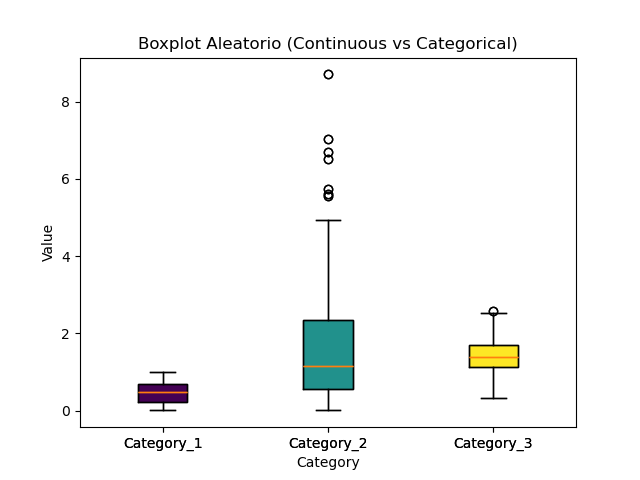 Boxplot Aleatorio (Continuous vs Categorical)
Value
8
6
4
2
0
Category_1 Category_2 Category_3
Category